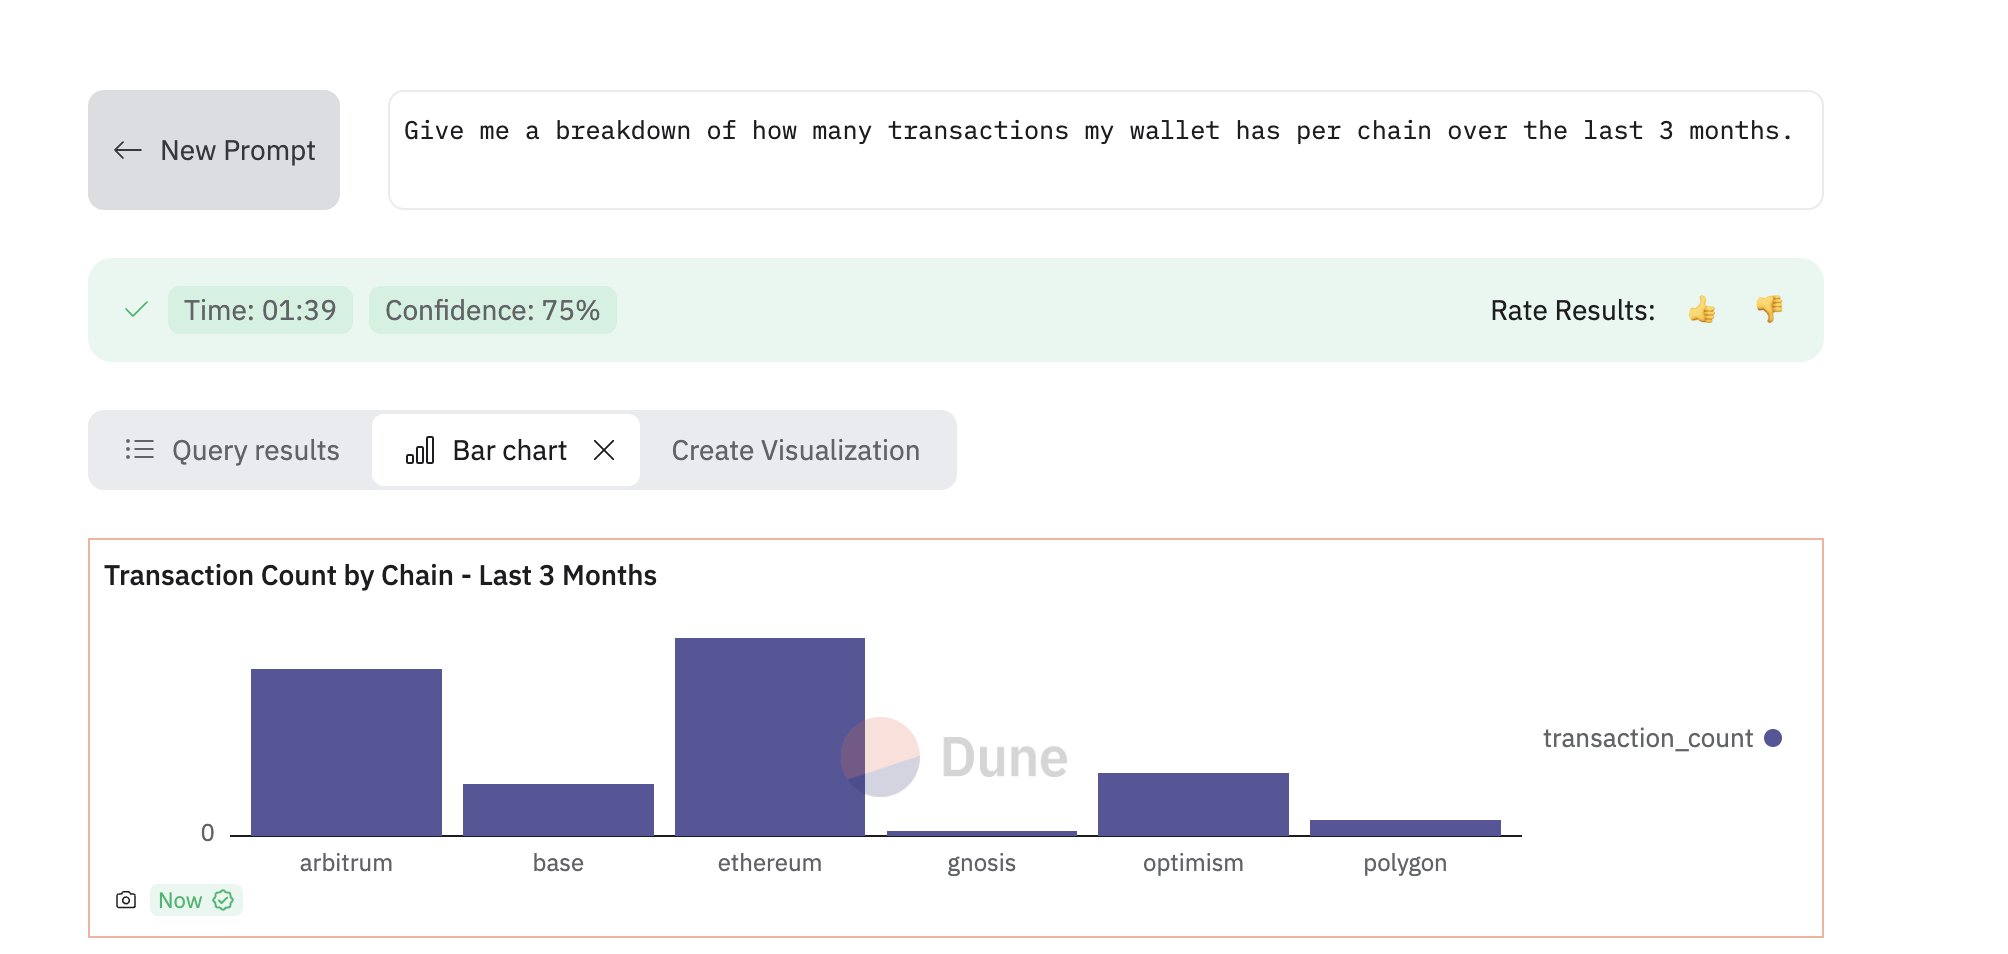 New Prompt
Give me a breakdown of how many transactions my wallet has per chain over the last 3 months.
Time: 01:39
Confidence: 75%
Rate Results:
Query results
Bar chart
Create Visualization
Transaction Count by Chain - Last 3 Months
Dune
transaction_count
0
arbitrum
base
ethereum
gnosis
optimism
polygon
Now